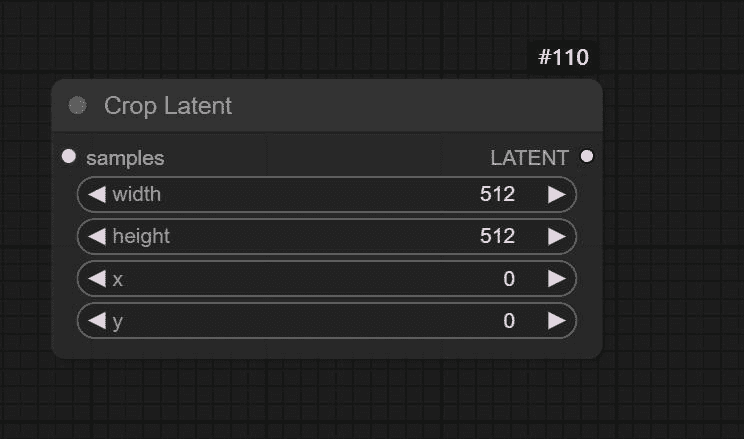 #110
Crop Latent
samples LATENT
width 512
height 512
x 0
y 0